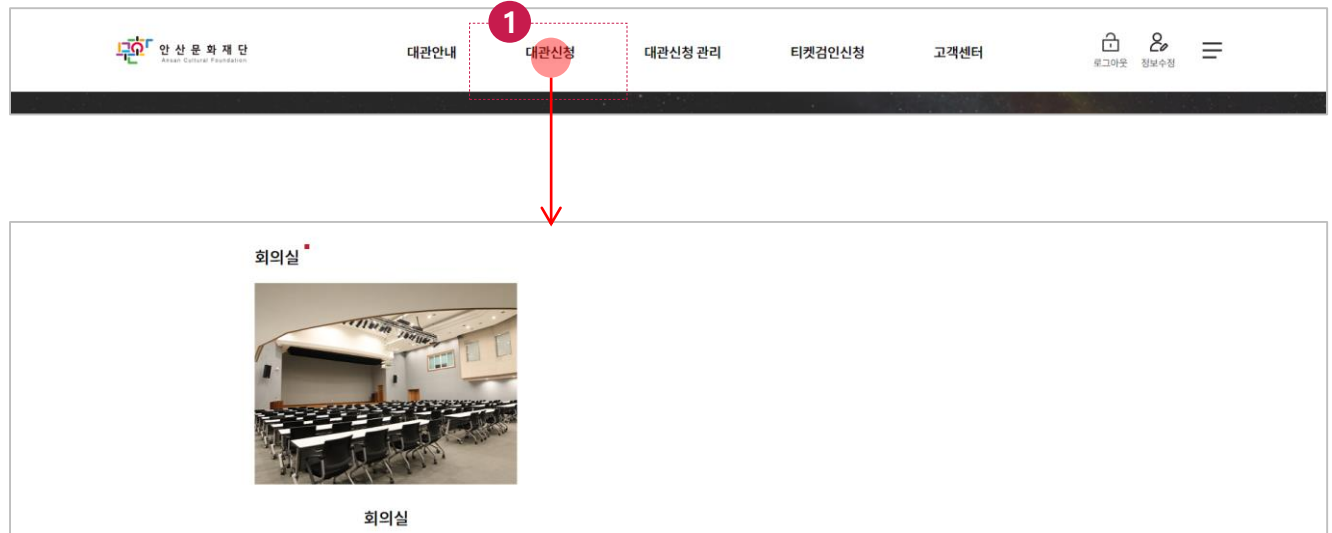 1
안산문화재단
Ansan Cultural Foundation
대관안내 대관신청 대관신청 관리 티켓검인신청 고객센터 로그아웃 정보수정
회의실
회의실